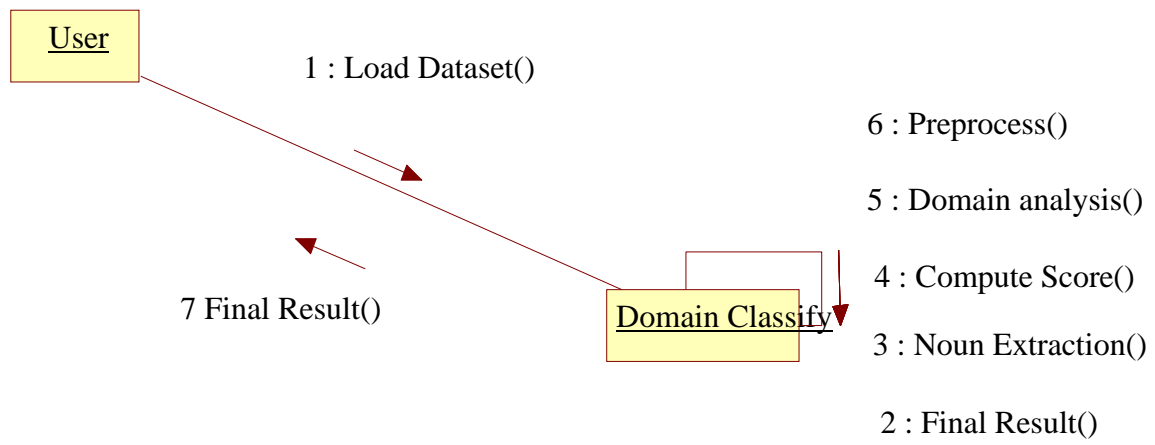 User
1 : Load Dataset()
6 : Preprocess()
5 : Domain analysis()
4 : Compute Score()
7 Final Result()
Domain Classify
3 : Noun Extraction()
2 : Final Result()